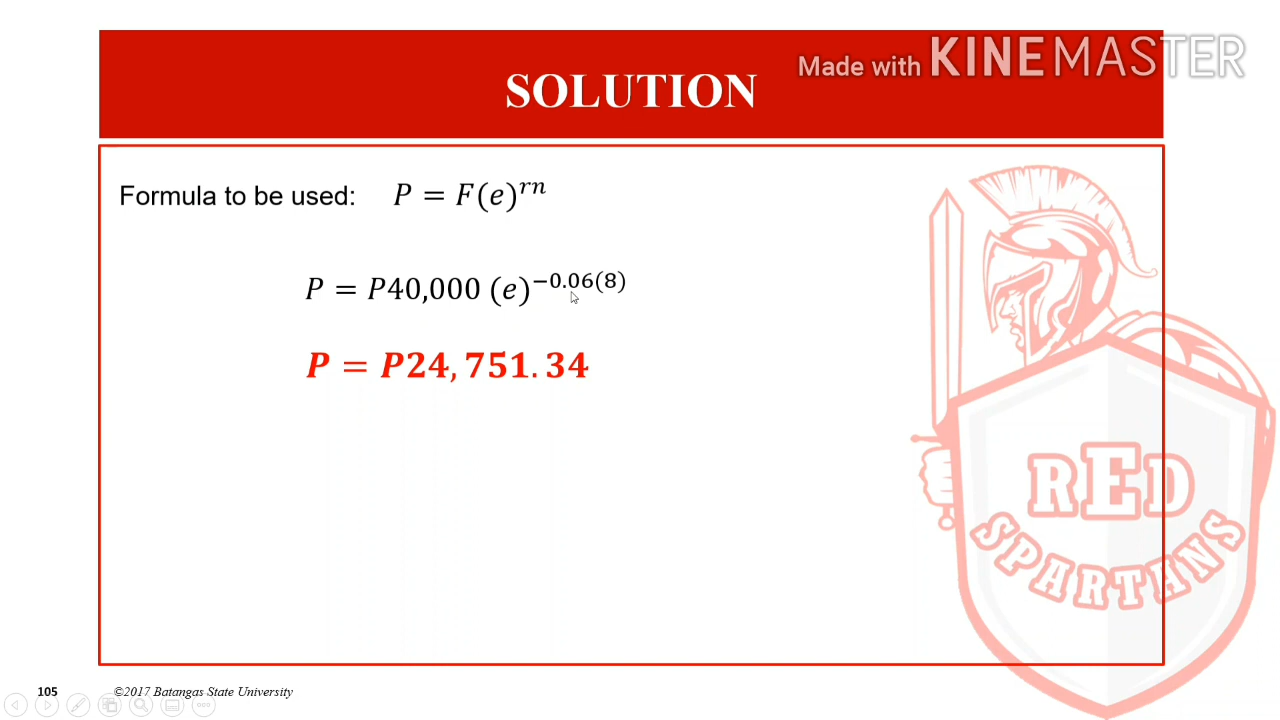 Made with KINEMASTER
SOLUTION
Formula to be used: P = F(e)^{rn}
P = P40,000 (e)^{-0.06(8)}
P = P24,751.34
RED
SPARTANS
105 ©2017 Batangas State University